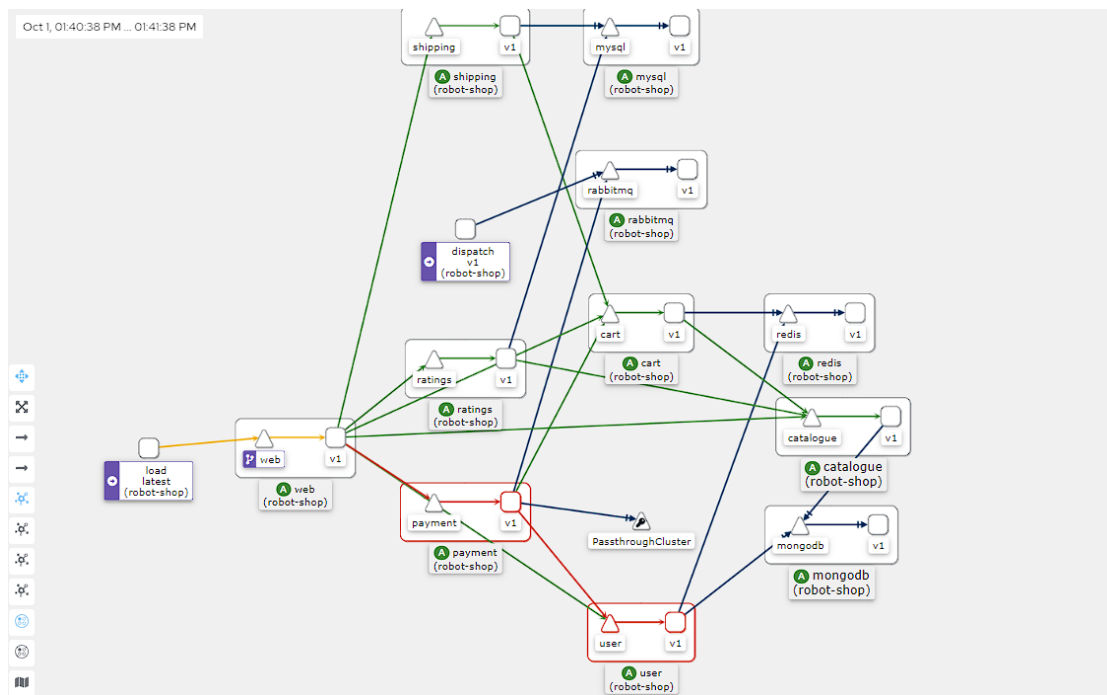 Oct 1, 01:40:38 PM ... 01:41:38 PM
shipping
v1
A shipping
(robot-shop)
mysql
v1
A mysql
(robot-shop)
rabbitmq
v1
A rabbitmq
(robot-shop)
dispatch
v1
(robot-shop)
cart
v1
A cart
(robot-shop)
redis
v1
A redis
(robot-shop)
ratings
v1
A ratings
(robot-shop)
catalogue
v1
A catalogue
(robot-shop)
load
latest
(robot-shop)
web
v1
A web
(robot-shop)
payment
v1
A payment
(robot-shop)
PassthroughCluster
mongodb
v1
A mongodb
(robot-shop)
user
v1
A user
(robot-shop)